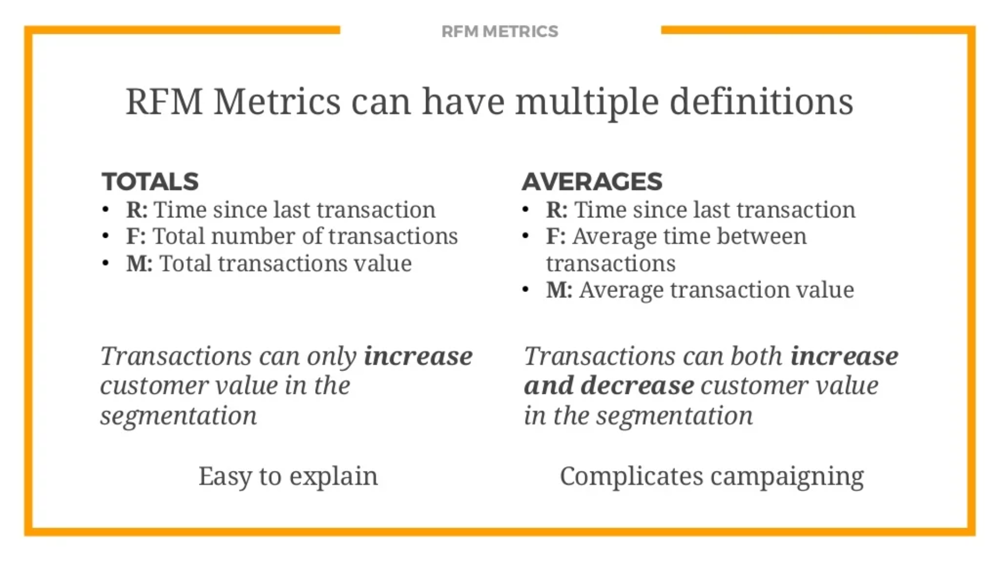 RFM METRICS
RFM Metrics can have multiple definitions
TOTALS
• R: Time since last transaction
• F: Total number of transactions
• M: Total transactions value
Transactions can only increase
customer value in the
segmentation
Easy to explain
AVERAGES
• R: Time since last transaction
• F: Average time between
transactions
• M: Average transaction value
Transactions can both increase
and decrease customer value
in the segmentation
Complicates campaigning